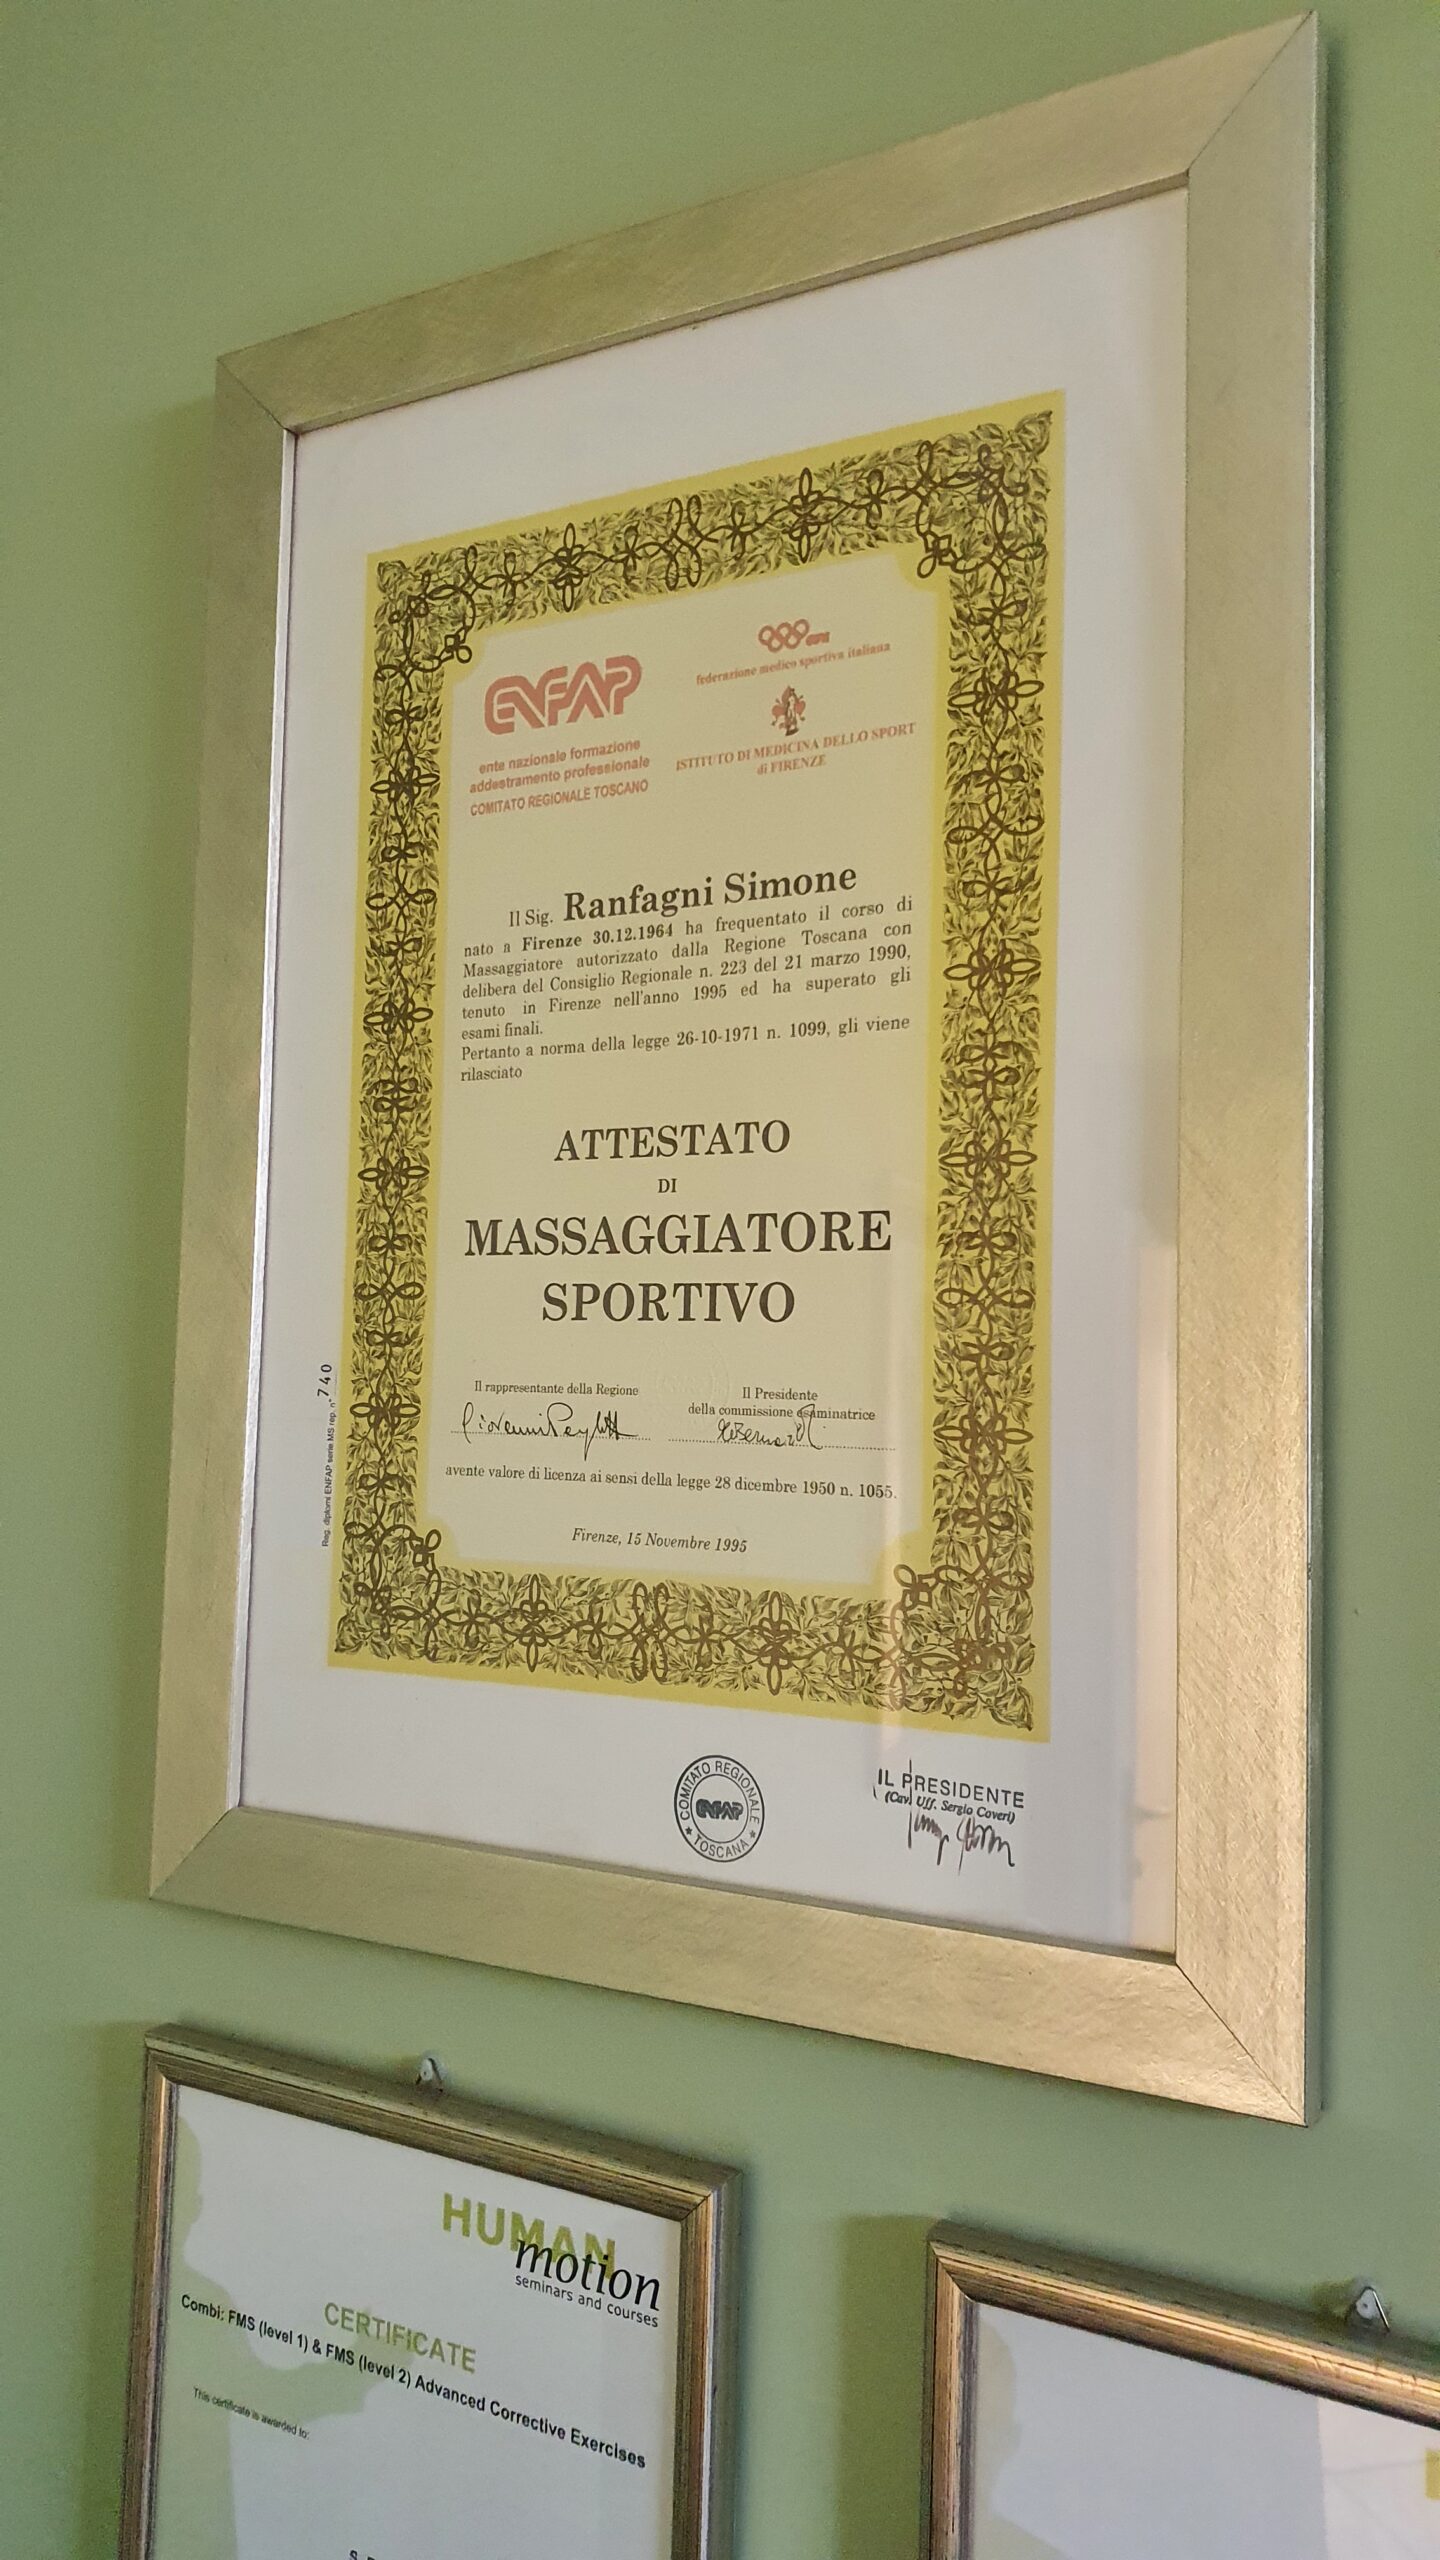 ENFAP
ente nazionale formazione
addestramento professionale
COMITATO REGIONALE TOSCANO
federazione medico sportiva italiana
ISTITUTO DI MEDICINA DELLO SPORT
di FIRENZE
Il Sig. Ranfagni Simone
nato a Firenze 30.12.1964 ha frequentato il corso di
Massaggiatore autorizzato dalla Regione Toscana con
delibera del Consiglio Regionale n. 223 del 21 marzo 1990,
tenuto in Firenze nell'anno 1995 ed ha superato gli
esami finali.
Pertanto a norma della legge 26-10-1971 n. 1099, gli viene
rilasciato
ATTESTATO
DI
MASSAGGIATORE
SPORTIVO
Il rappresentante della Regione
Il Presidente
della commissione esaminatrice
avente valore di licenza ai sensi della legge 28 dicembre 1950 n. 1055.
Firenze, 15 Novembre 1995
Reg. diplomi ENFAP serie MS rep. n° 740
COMITATO REGIONALE
ENFAP
TOSCANA
IL PRESIDENTE
(Cav. Uff. Sergio Coveri)
HUMAN
motion
seminars and courses
CERTIFICATE
Combi: FMS (level 1) & FMS (level 2) Advanced Corrective Exercises
This certificate is awarded to: